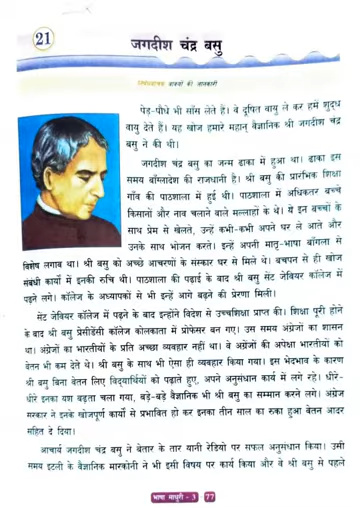 21
जगदीश चंद्र बसु
वाक्यों की जानकारी
पेड़-पौधे भी साँस लेते हैं। वे दूषित वायु ले कर हमें शुद्ध
वायु देते हैं। यह खोज हमारे महान् वैज्ञानिक श्री जगदीश चंद्र
बसु ने की थी।
जगदीश चंद्र बसु का जन्म ढाका में हुआ था। ढाका इस
समय बाँग्लादेश की राजधानी है। श्री बसु की प्रारंभिक शिक्षा
गाँव की पाठशाला में हुई थी। पाठशाला में अधिकतर बच्चे
किसानों और नाव चलाने वाले मल्लाहों के थे। ये इन बच्चों के
साथ प्रेम से खेलते, उन्हें कभी-कभी अपने घर ले आते और
उनके साथ भोजन करते। इन्हें अपनी मातृ-भाषा बाँगला से
विशेष लगाव था। श्री बसु को अच्छे आचरणों के संस्कार घर से मिले थे। बचपन से ही खोज
संबंधी कार्यों में इनकी रुचि थी। पाठशाला की पढ़ाई के बाद श्री बसु सेंट जेवियर कॉलेज में
पढ़ने लगे। कॉलेज के अध्यापकों से भी इन्हें आगे बढ़ने की प्रेरणा मिली।
सेंट जेवियर कॉलेज में पढ़ने के बाद इन्होंने विदेश से उच्चशिक्षा प्राप्त की। शिक्षा पूरी होने
के बाद श्री बसु प्रेसीडेंसी कॉलेज कोलकाता में प्रोफेसर बन गए। उस समय अंग्रेजों का शासन
था। अंग्रेजों का भारतीयों के प्रति अच्छा व्यवहार नहीं था। वे अंग्रेजों की अपेक्षा भारतीयों को
वेतन भी कम देते थे। श्री बसु के साथ भी ऐसा ही व्यवहार किया गया। इस भेदभाव के कारण
श्री बसु बिना वेतन लिए विद्यार्थियों को पढ़ाते हुए, अपने अनुसंधान कार्य में लगे रहे। धीरे-
धीरे इनका यश बढ़ता चला गया, बड़े-बड़े वैज्ञानिक भी श्री बसु का सम्मान करने लगे। अंग्रेज
सरकार ने इनके खोजपूर्ण कार्यों से प्रभावित हो कर इनका तीन साल का रुका हुआ वेतन आदर
सहित दे दिया।
आचार्य जगदीश चंद्र बसु ने बेतार के तार यानी रेडियो पर सफल अनुसंधान किया। उसी
समय इटली के वैज्ञानिक मारकोनी ने भी इसी विषय पर कार्य किया और वे श्री बसु से पहले
भाषा माधुरी - 3 77